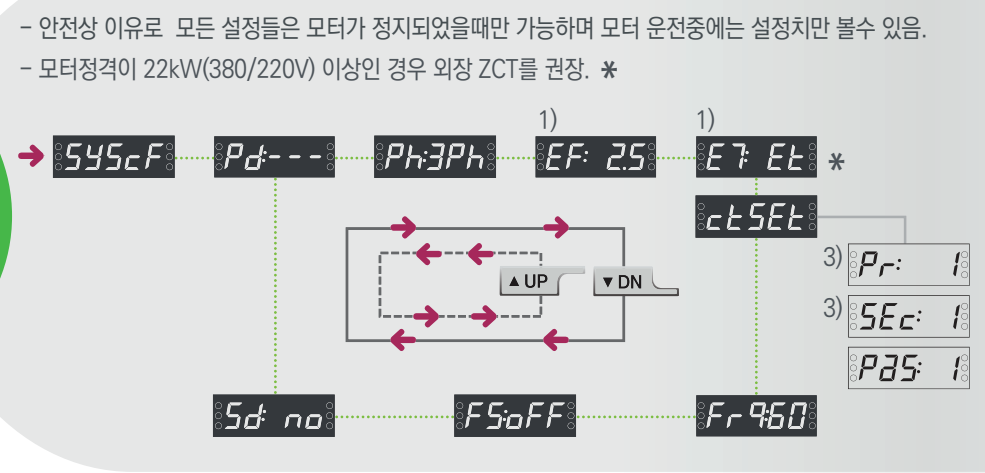 - 안전상 이유로 모든 설정들은 모터가 정지되었을때만 가능하며 모터 운전중에는 설정치만 볼수 있음.
- 모터정격이 22kW(380/220V) 이상인 경우 외장 ZCT를 권장. *
1) 1)
SYScF Pd:--- Ph:3Ph EF: 2.5 E7: Et *
ctSEt
3) Pr: 1
▲ UP ▼ DN
3) SEc: 1
PaS: 1
Sd: no FS:oFF Fr9:60